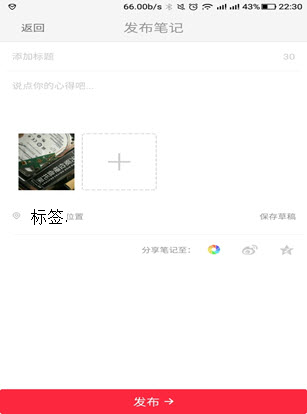 66.00b/s 43% 22:30
返回 发布笔记
添加标题 30
说点你的心得吧...
标签. 位置 保存草稿
分享笔记至:
发布 →